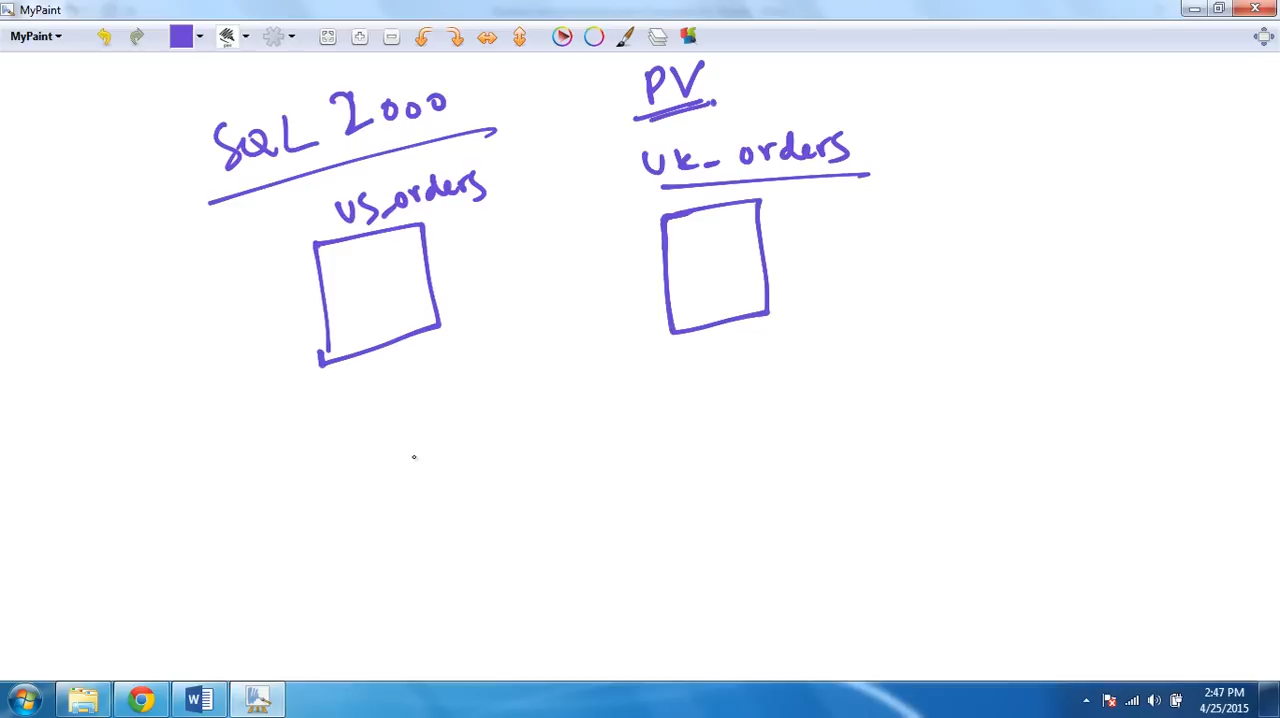 MyPaint
MyPaint
SQL 2000
PV
us_orders
uk_orders
2:47 PM
4/25/2015